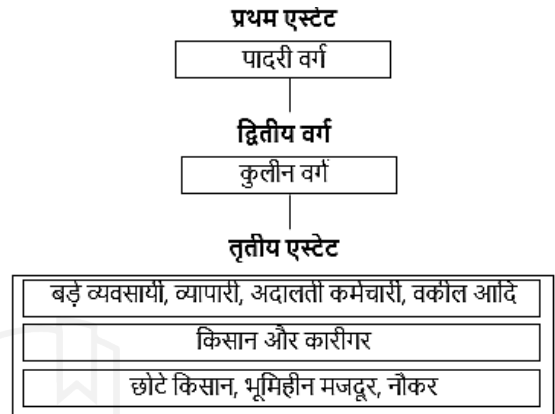 प्रथम एस्टेट
पादरी वर्ग
द्वितीय वर्ग
कुलीन वर्ग
तृतीय एस्टेट
बड़े व्यवसायी, व्यापारी, अदालती कर्मचारी, वकील आदि
किसान और कारीगर
छोटे किसान, भूमिहीन मजदूर, नौकर